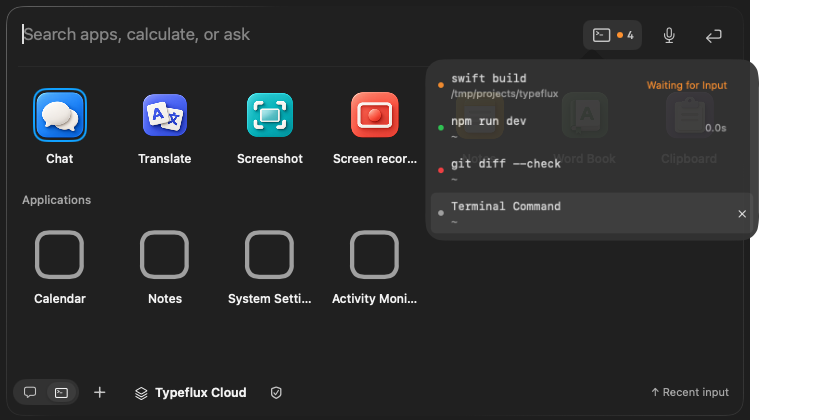 Search apps, calculate, or ask
4
swift build
Waiting for Input
/tmp/projects/typeflux
npm run dev
0.0s
~
git diff --check
~
Terminal Command
~
Chat
Translate
Screenshot
Screen recor...
Word Book
Clipboard
Applications
Calendar
Notes
System Setti...
Activity Moni...
Typeflux Cloud
Recent input